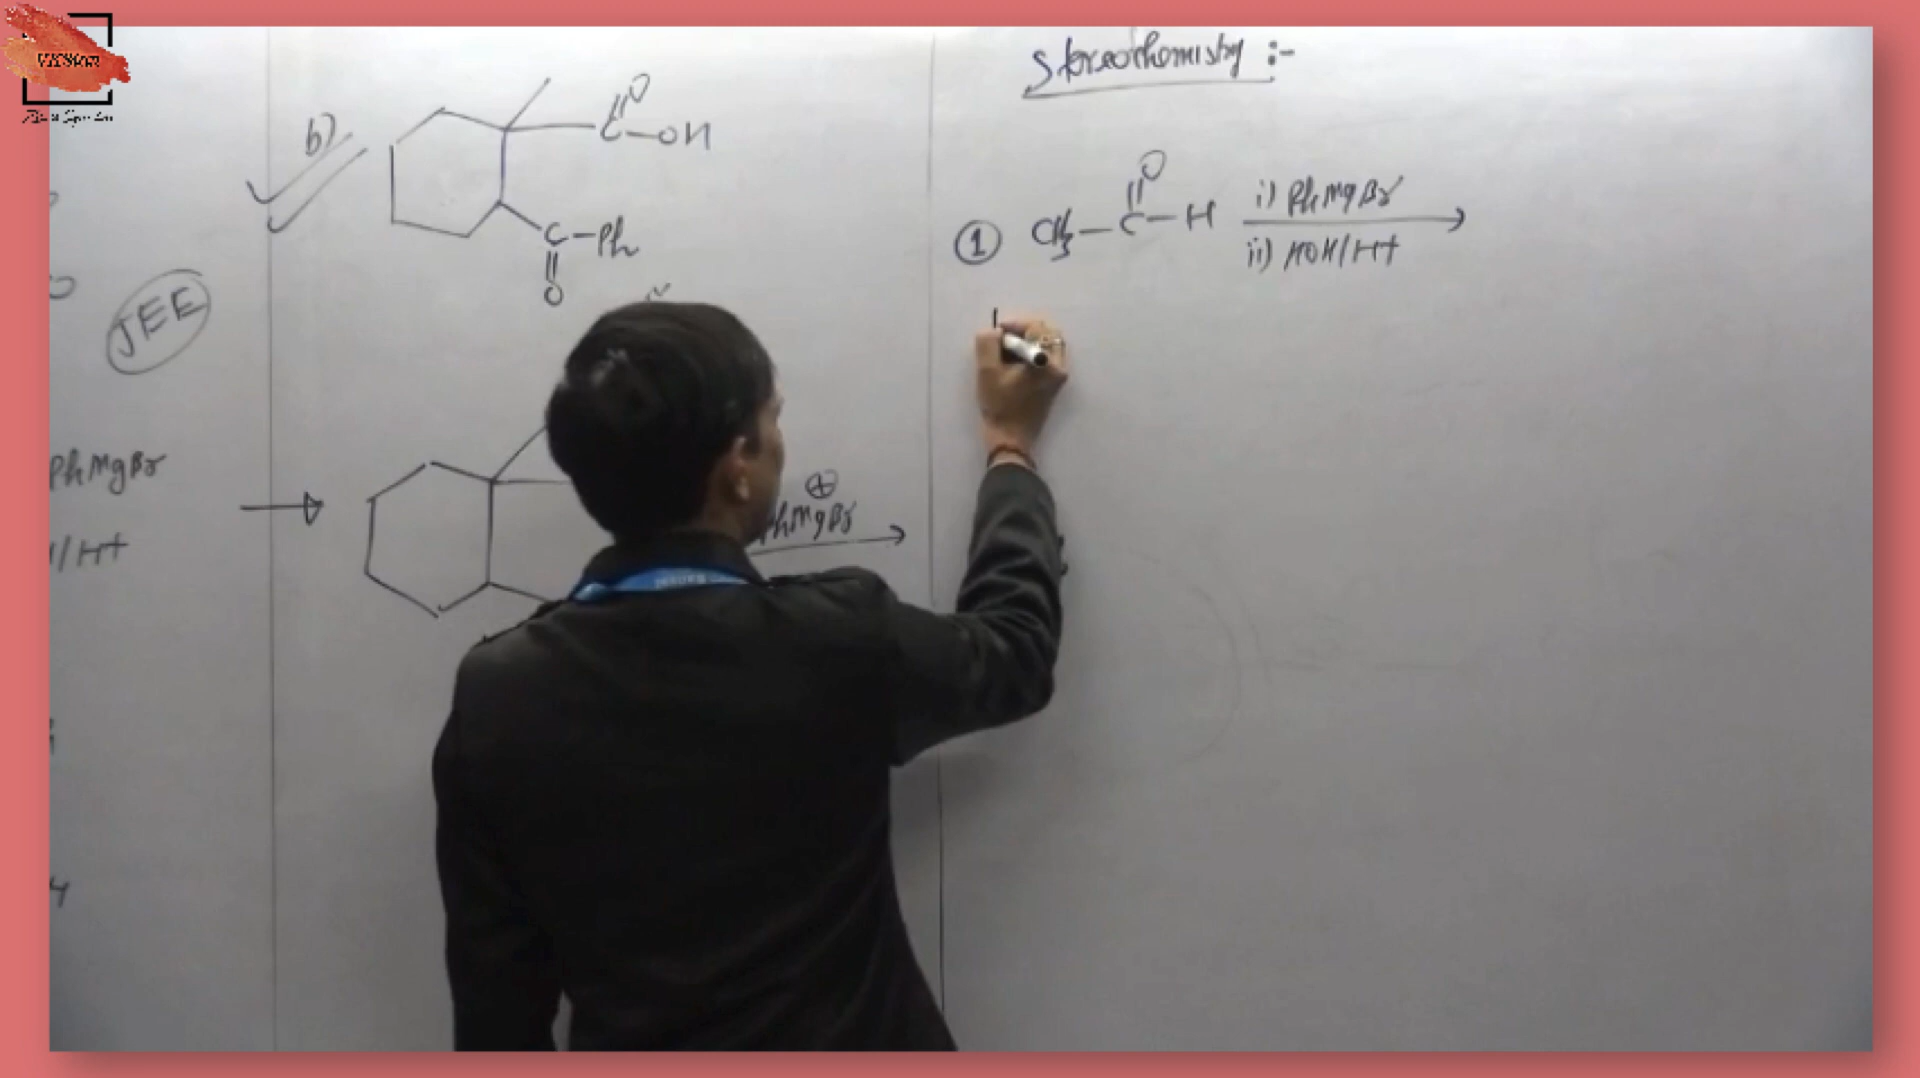 b)
O
C-OH
C-Ph
O
JEE
PhMgBr
/H+
⊕
PhMgBr
Stereochemistry :-
O
① CH3-C-H i) PhMgBr
ii) HOH/H+